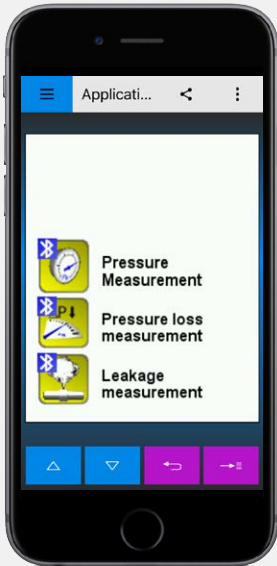 Applicati...
Pressure
Measurement
P
Pressure loss
measurement
Leakage
measurement